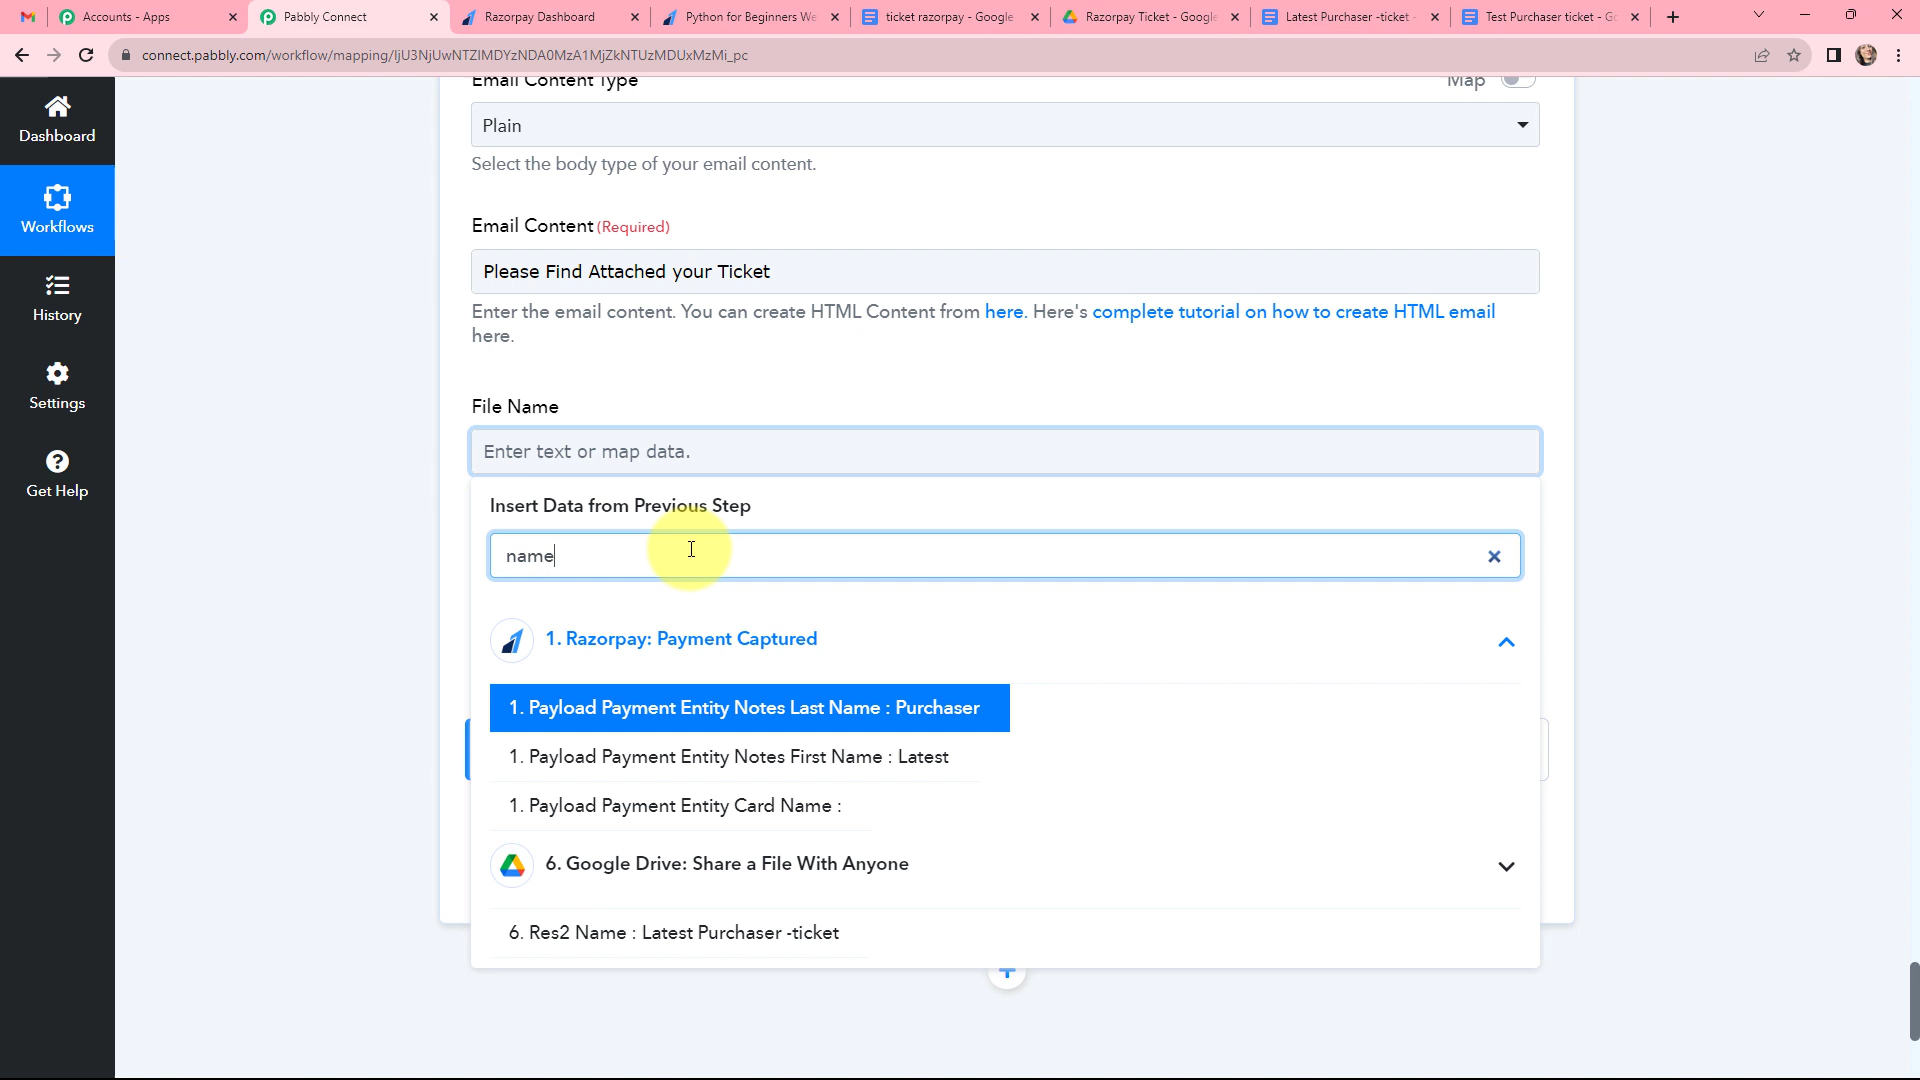 Accounts - Apps
Pabbly Connect
Razorpay Dashboard
Python for Beginners We
ticket razorpay - Google
Razorpay Ticket - Google
Latest Purchaser -ticket -
Test Purchaser ticket - Go
connect.pabbly.com/workflow/mapping/IjU3NjUwNTZlMDYzNDA0MzA1MjZkNTUzMDUxMzMi_pc
Dashboard
Workflows
History
Settings
Get Help
Email Content Type
Map
Plain
Select the body type of your email content.
Email Content (Required)
Please Find Attached your Ticket
Enter the email content. You can create HTML Content from here. Here's complete tutorial on how to create HTML email
here.
File Name
Enter text or map data.
Insert Data from Previous Step
name
1. Razorpay: Payment Captured
1. Payload Payment Entity Notes Last Name : Purchaser
1. Payload Payment Entity Notes First Name : Latest
1. Payload Payment Entity Card Name :
6. Google Drive: Share a File With Anyone
6. Res2 Name : Latest Purchaser -ticket